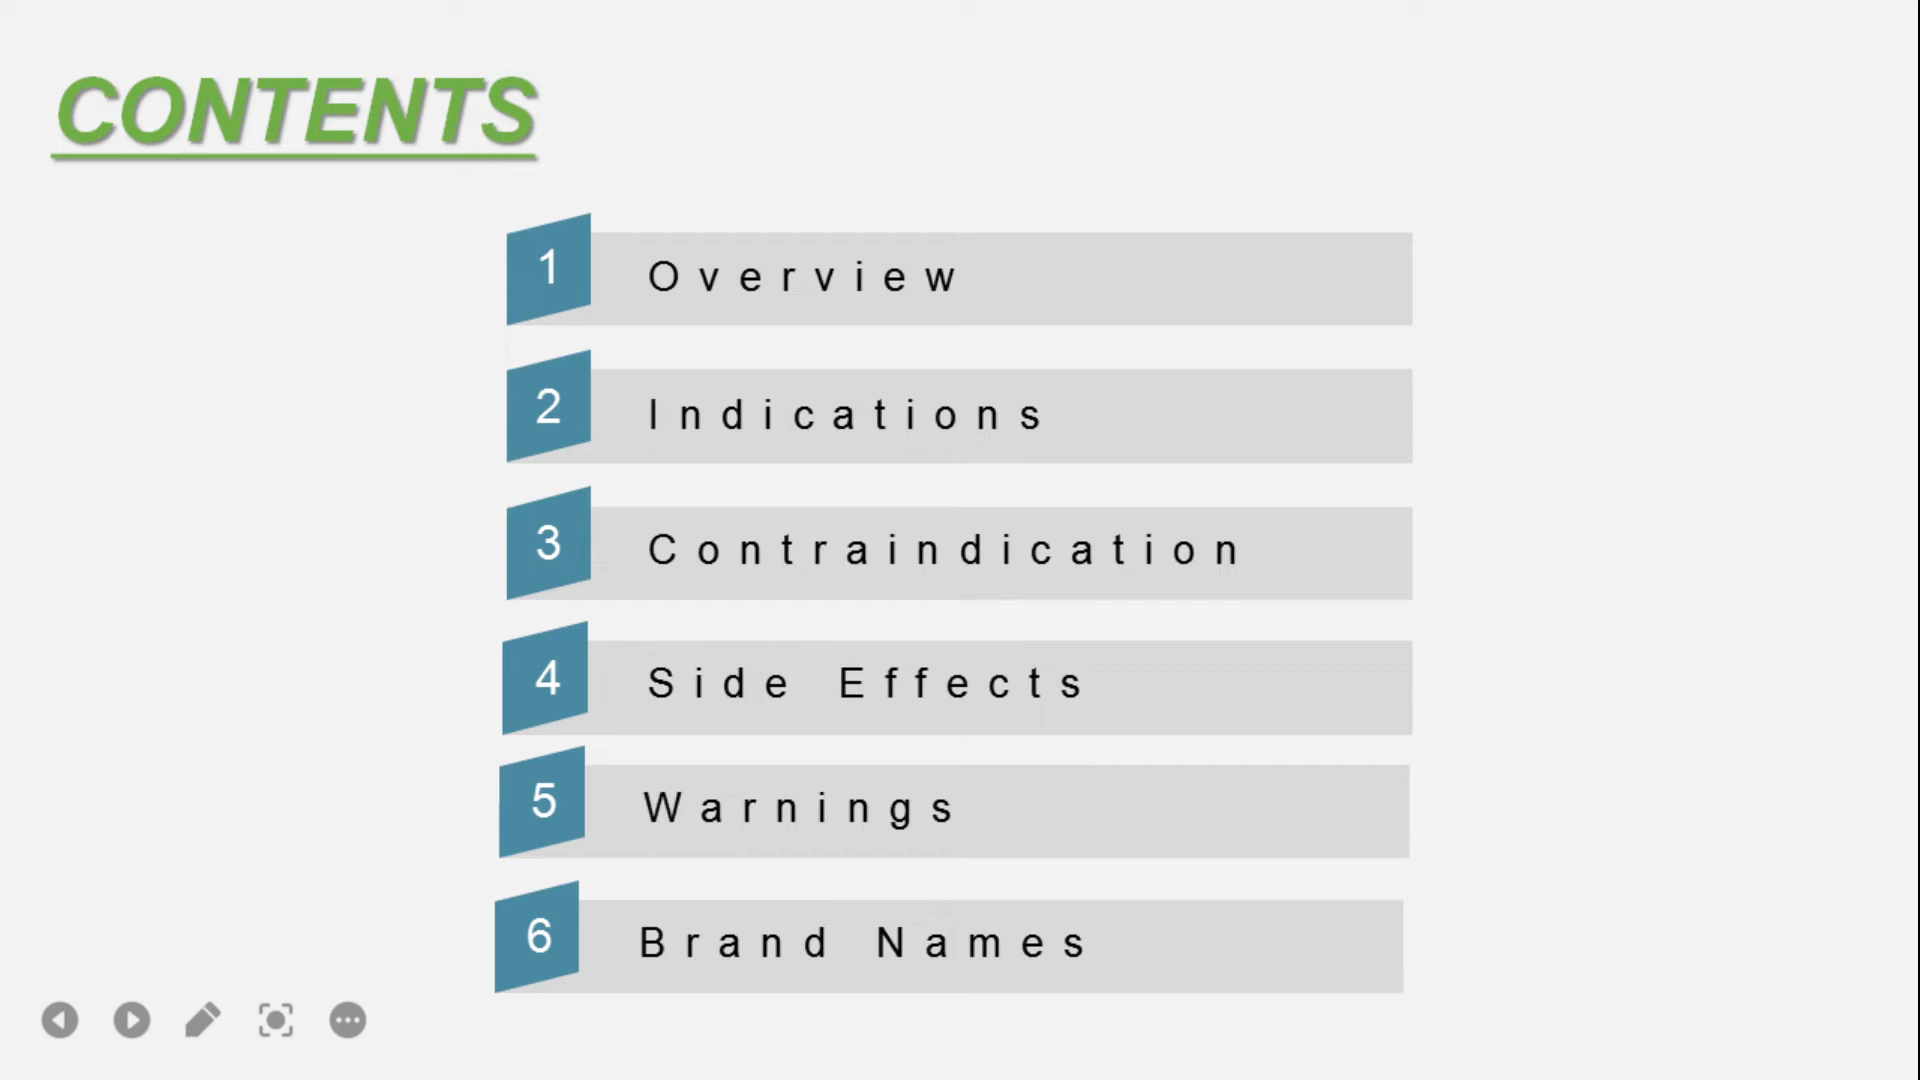 CONTENTS
1 Overview
2 Indications
3 Contraindication
4 Side Effects
5 Warnings
6 Brand Names